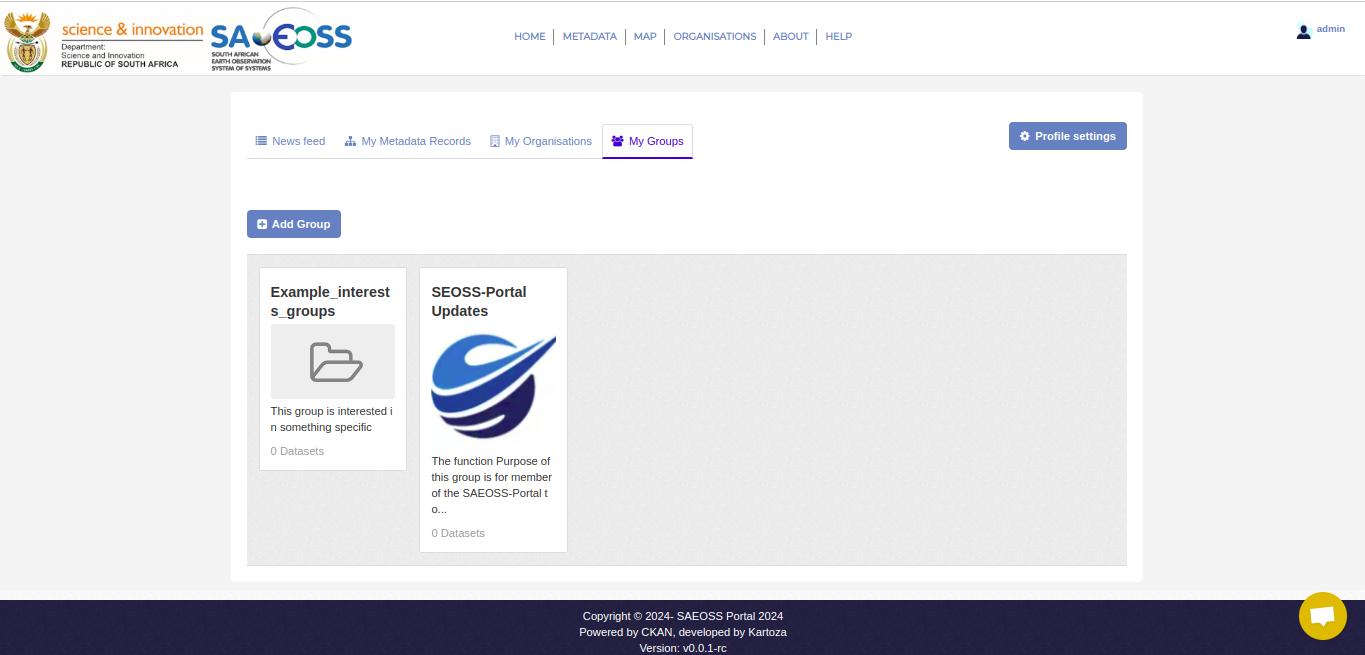 science & innovation
Department:
Science and Innovation
REPUBLIC OF SOUTH AFRICA
SAEOSS
SOUTH AFRICAN
EARTH OBSERVATION
SYSTEM OF SYSTEMS
HOME
METADATA
MAP
ORGANISATIONS
ABOUT
HELP
admin
News feed
My Metadata Records
My Organisations
My Groups
Profile settings
Add Group
Example_interest
s_groups
This group is interested i
n something specific
0 Datasets
SEOSS-Portal
Updates
The function Purpose of
this group is for member
of the SAEOSS-Portal t
o...
0 Datasets
Copyright © 2024- SAEOSS Portal 2024
Powered by CKAN, developed by Kartoza
Version: v0.0.1-rc